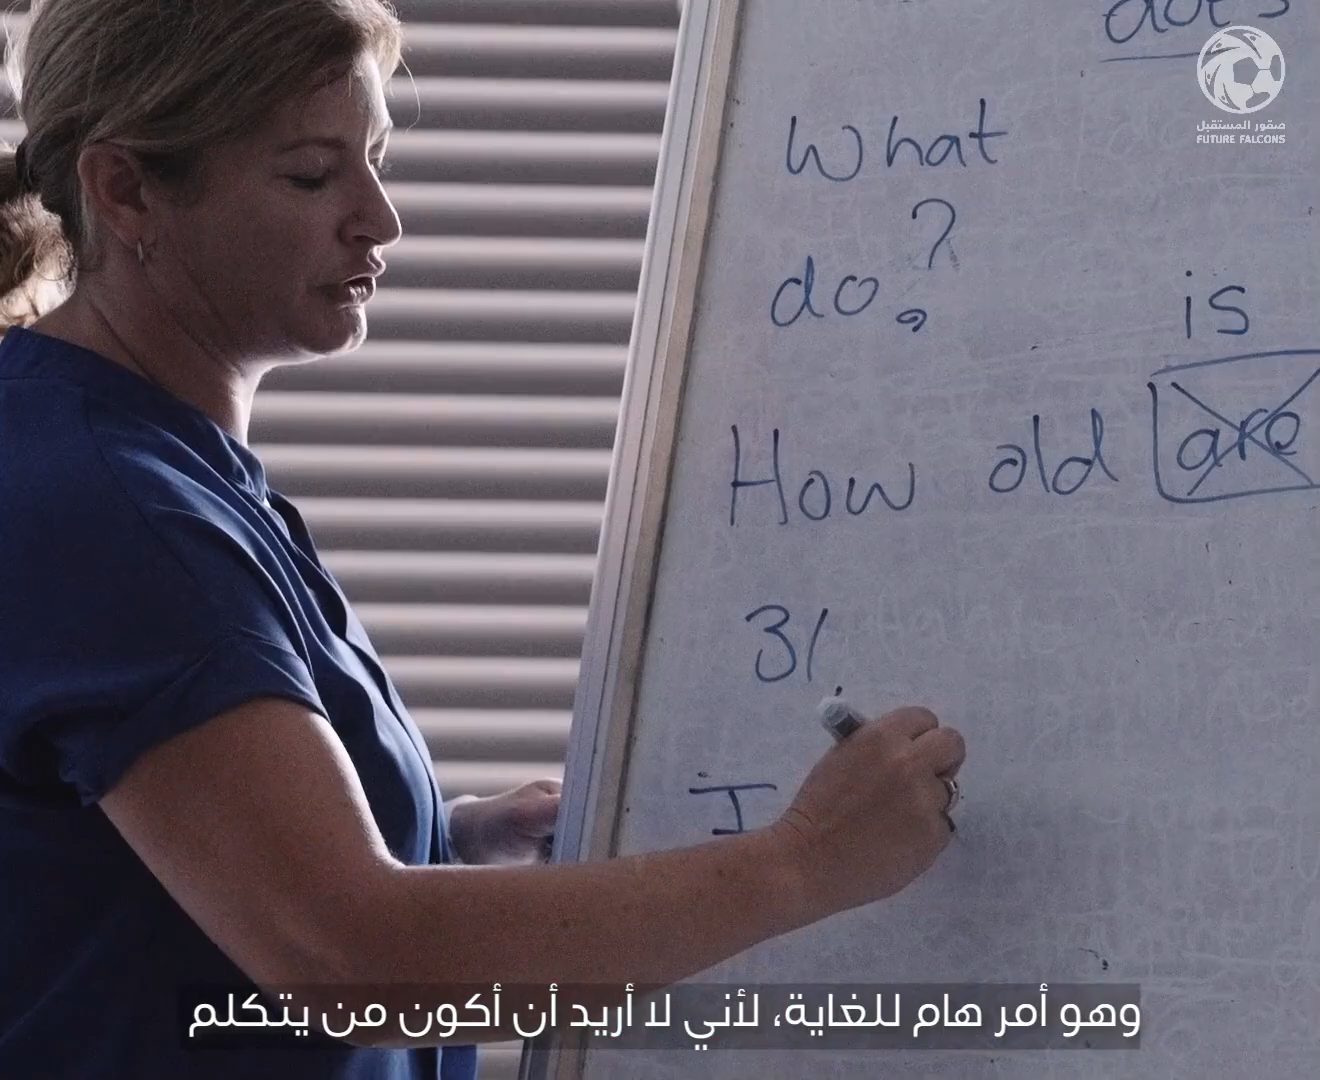 does
صقور المستقبل
FUTURE FALCONS
What
?
do
is
How old are
31
I
وهو أمر هام للغاية، لأني لا أريد أن أكون من يتكلم